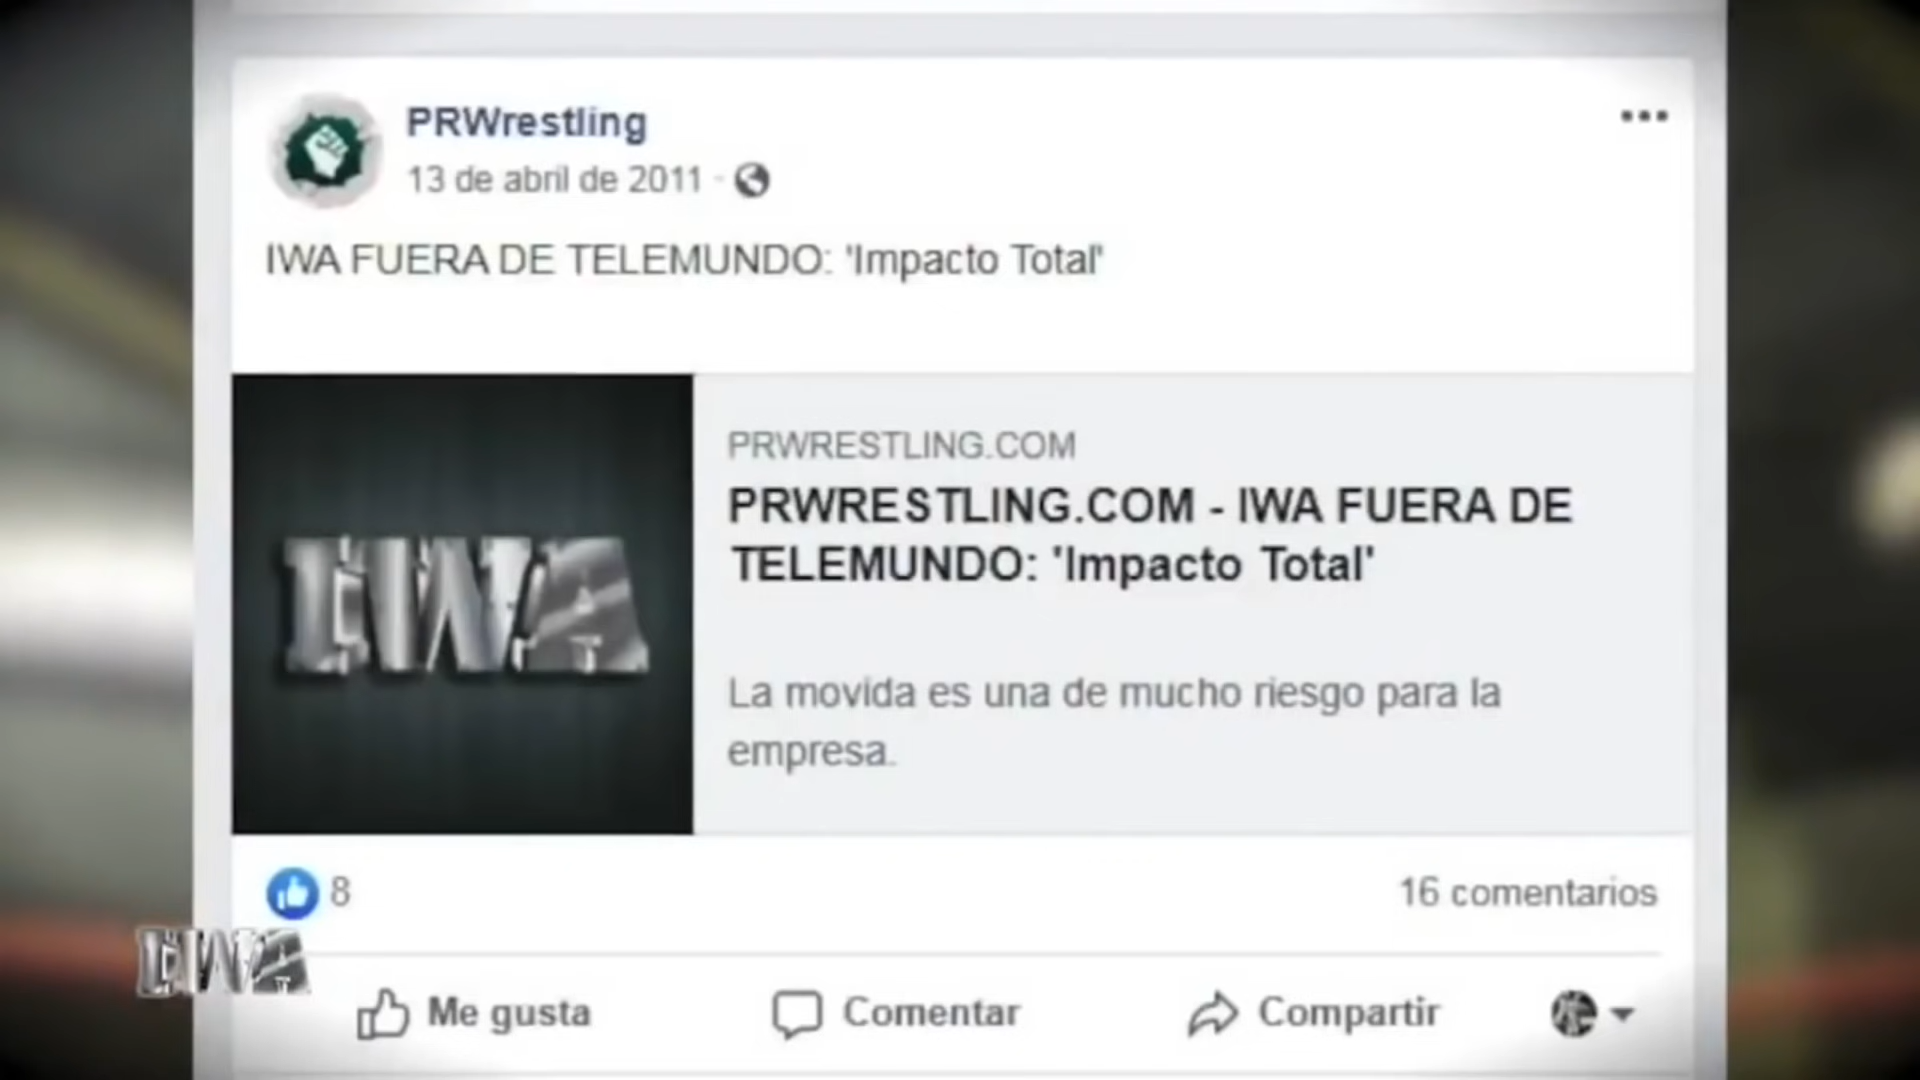 PRWrestling
13 de abril de 2011
IWA FUERA DE TELEMUNDO: 'Impacto Total'
IWA
PRWRESTLING.COM
PRWRESTLING.COM - IWA FUERA DE
TELEMUNDO: 'Impacto Total'
La movida es una de mucho riesgo para la
empresa.
8
16 comentarios
IWA
Me gusta
Comentar
Compartir